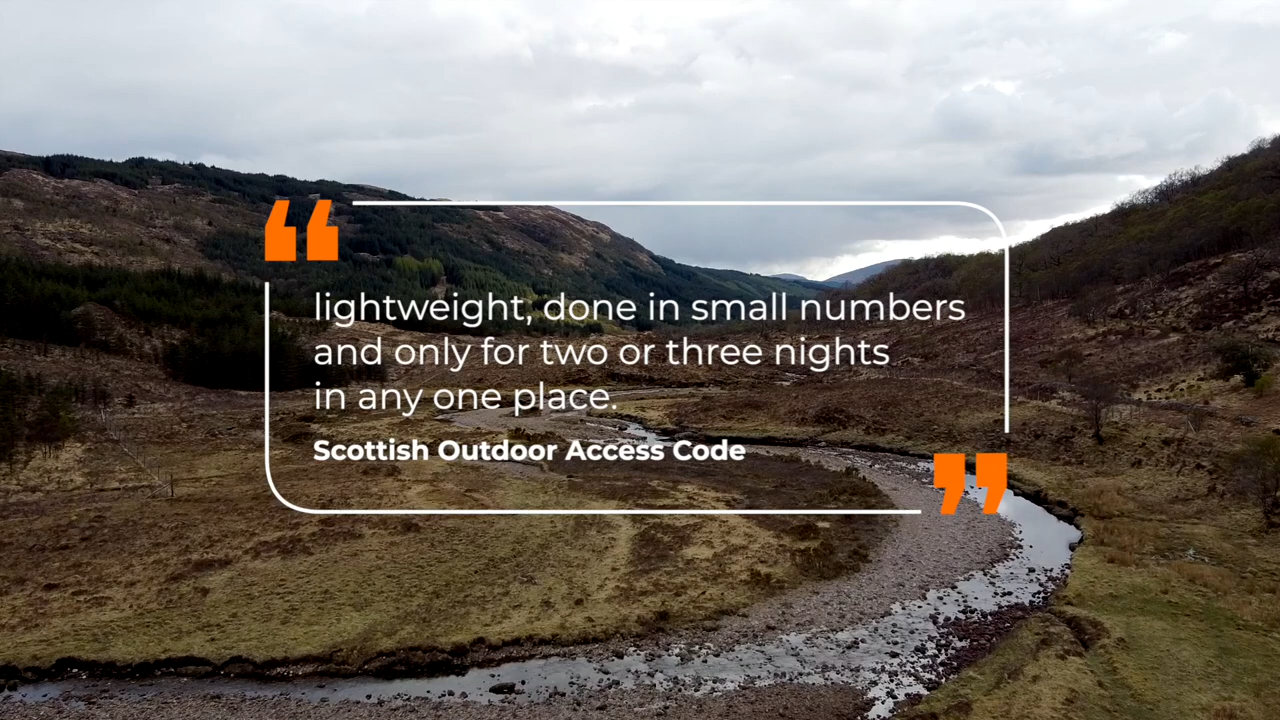 lightweight, done in small numbers
and only for two or three nights
in any one place.
Scottish Outdoor Access Code